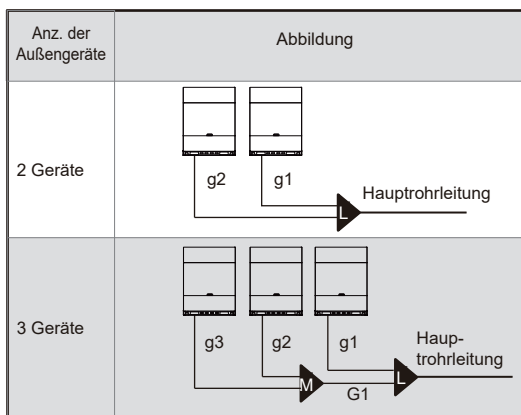 Anz. der
Außengeräte
Abbildung
2 Geräte
g2
g1
Hauptrohrleitung
L
3 Geräte
g3
g2
g1
Haup-
trohrleitung
M
G1
L